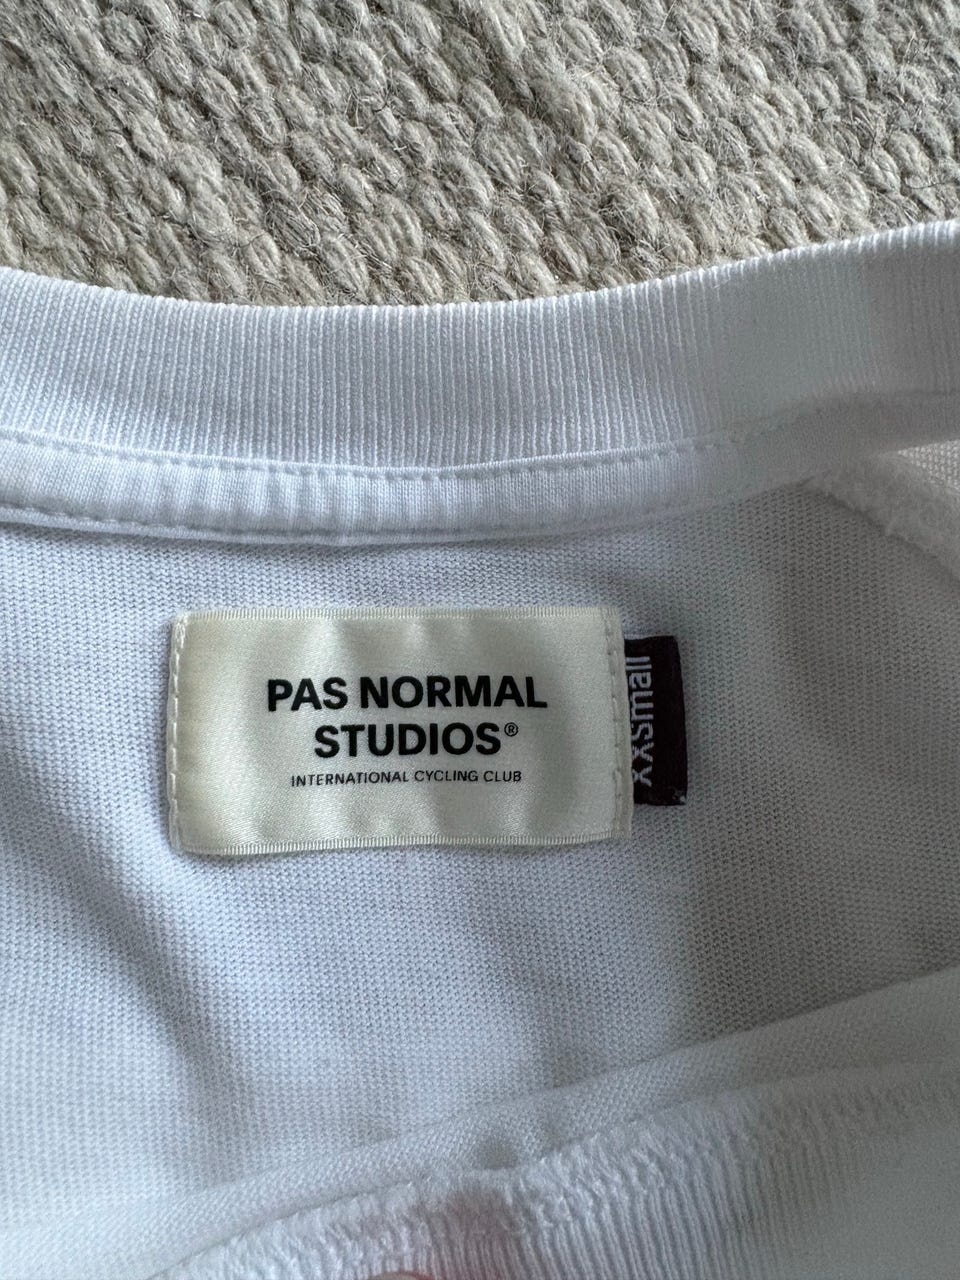 PAS NORMAL
STUDIOS®
INTERNATIONAL CYCLING CLUB
XXSmall